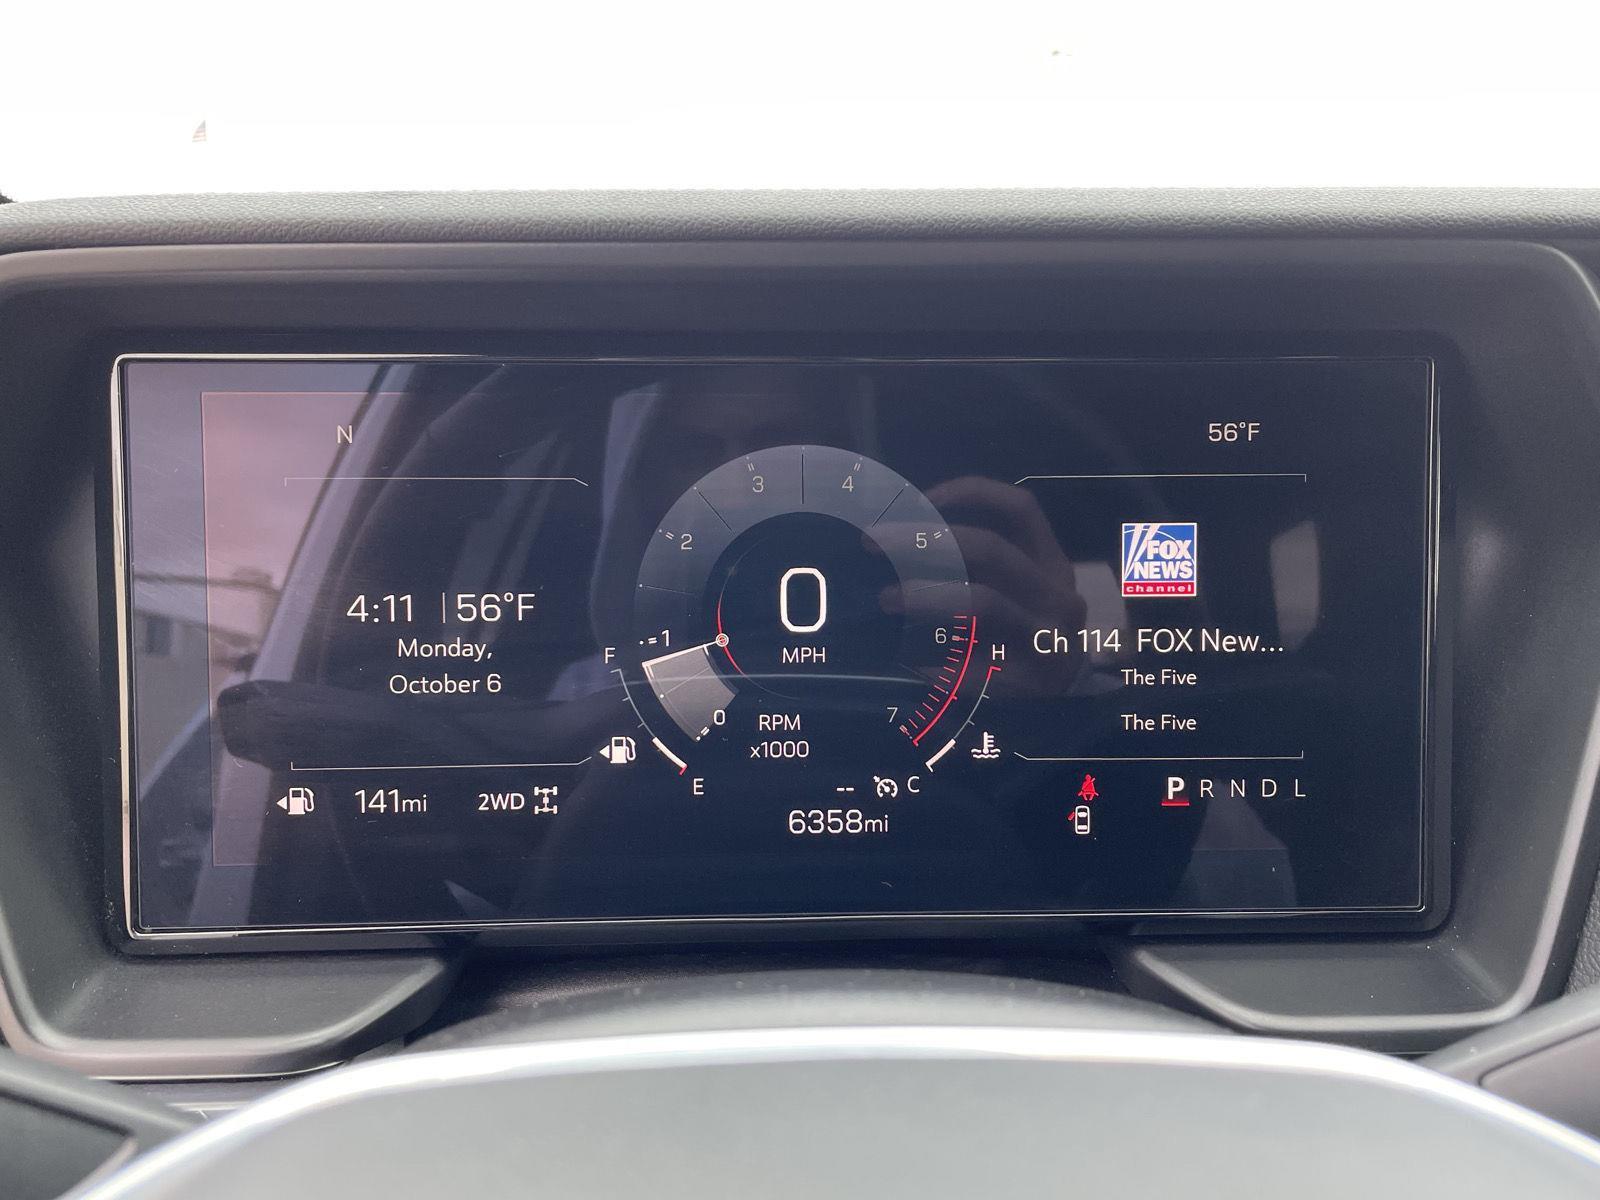 N
56°F
3
4
2
5
FOX
NEWS
channel
4:11 | 56°F
0
MPH
Monday,
October 6
1
6
F
H
Ch 114 FOX New...
The Five
The Five
0
RPM
x1000
7
E
C
141mi
2WD
--
6358mi
P R N D L